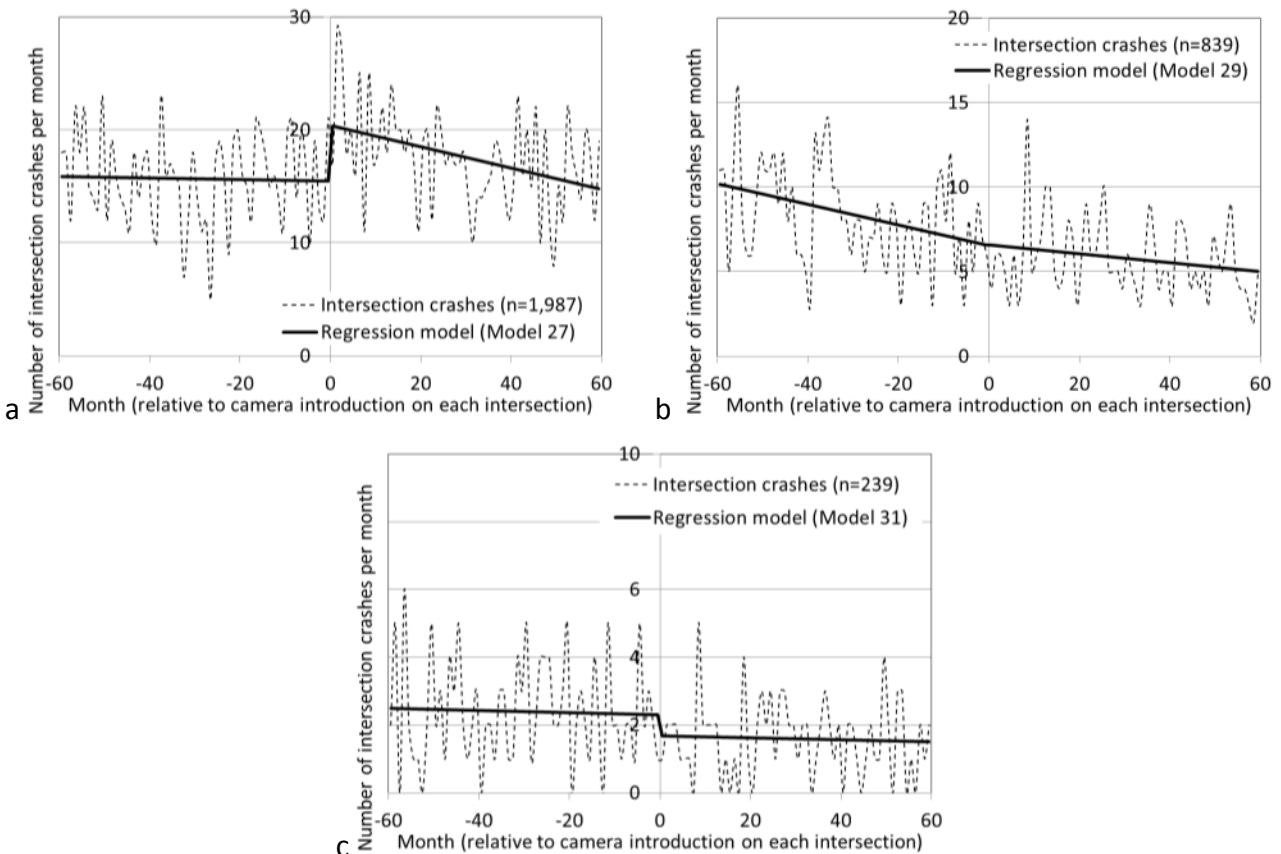 30
20
10
0
Intersection crashes (n=1,987)
Regression model (Model 27)
-60 -40 -20 0 20 40 60
Month (relative to camera introduction on each intersection)
Number of intersection crashes per month
a
20
15
10
5
0
Intersection crashes (n=839)
Regression model (Model 29)
-60 -40 -20 0 20 40 60
Month (relative to camera introduction on each intersection)
Number of intersection crashes per month
b
10
6
4
2
0
Intersection crashes (n=239)
Regression model (Model 31)
-60 -40 -20 0 20 40 60
Month (relative to camera introduction on each intersection)
Number of intersection crashes per month
c